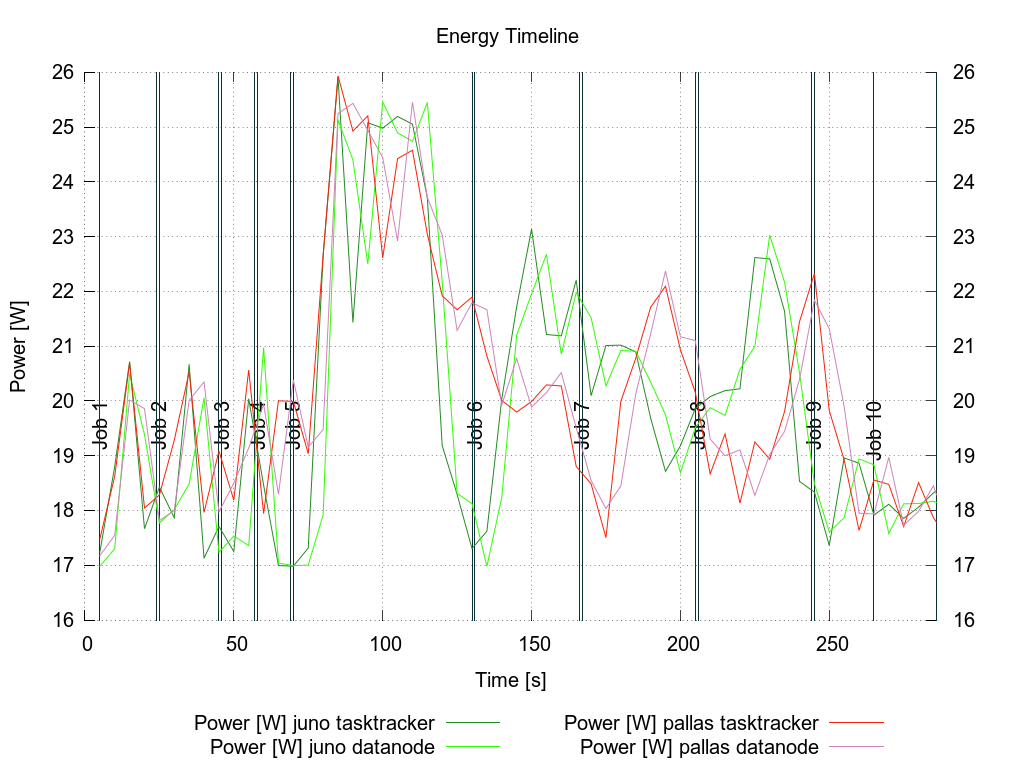 Energy Timeline
26 26
25 25
24 24
23 23
22 22
21 21
20 20
19 19
18 18
17 17
16 16
Power [W]
Job 1 Job 2 Job 3 Job 4 Job 5 Job 6 Job 7 Job 8 Job 9 Job 10
0 50 100 150 200 250
Time [s]
Power [W] juno tasktracker Power [W] pallas tasktracker
Power [W] juno datanode Power [W] pallas datanode